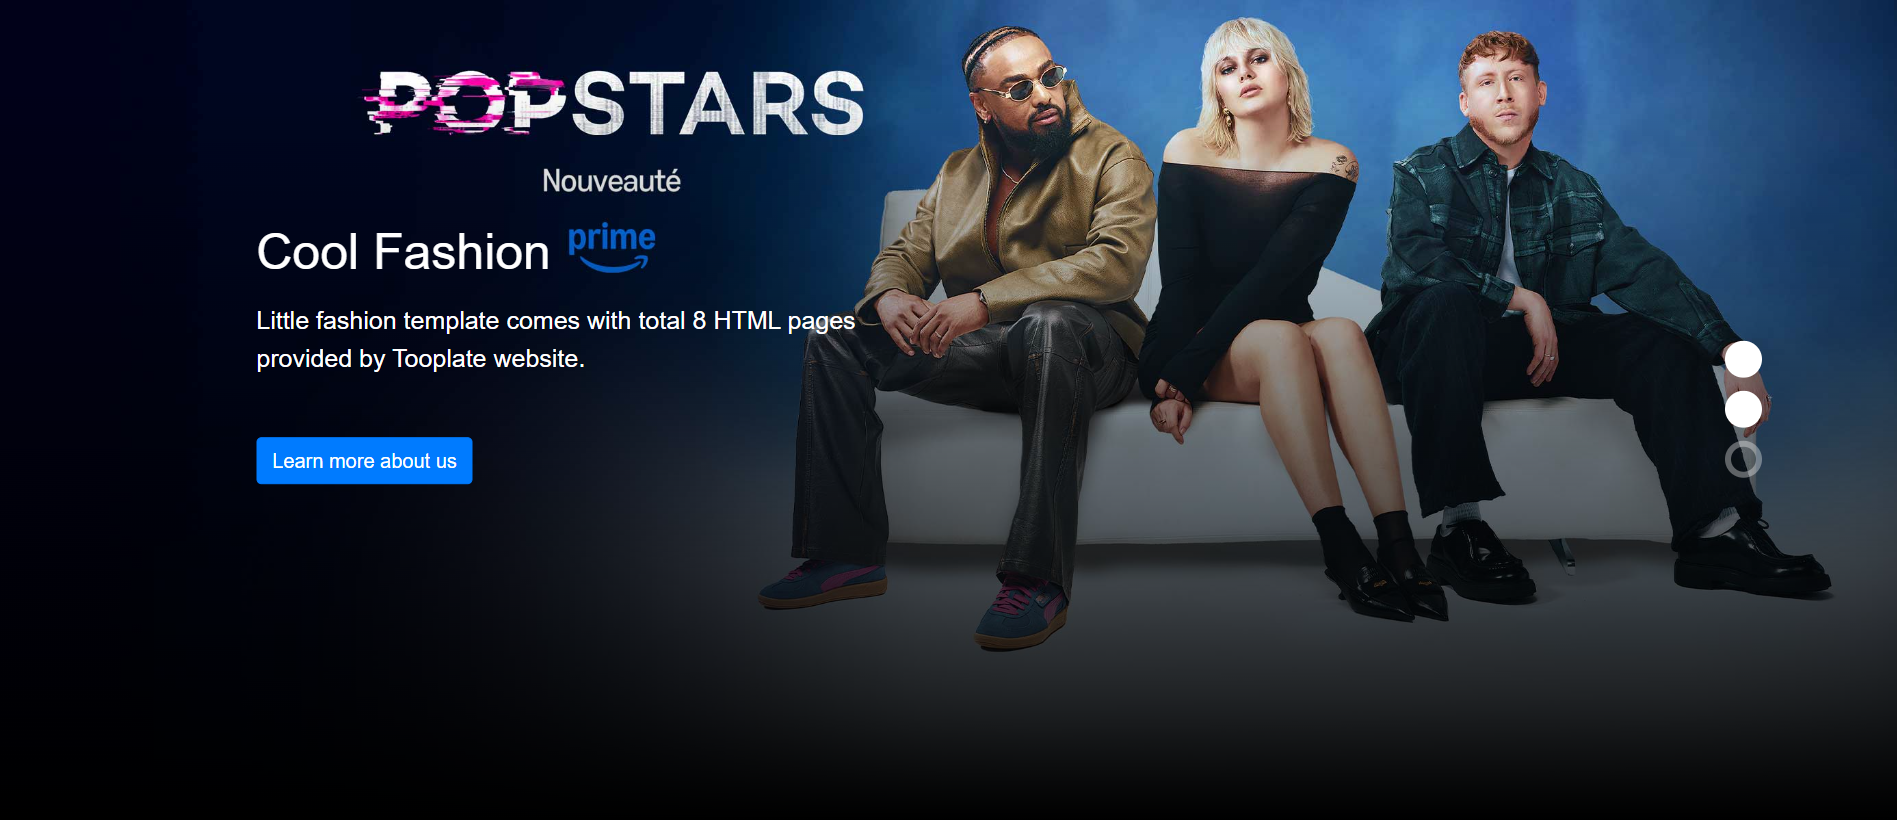 POPSTARS
Nouveauté
Cool Fashion
prime
Little fashion template comes with total 8 HTML pages
provided by Tooplate website.
Learn more about us